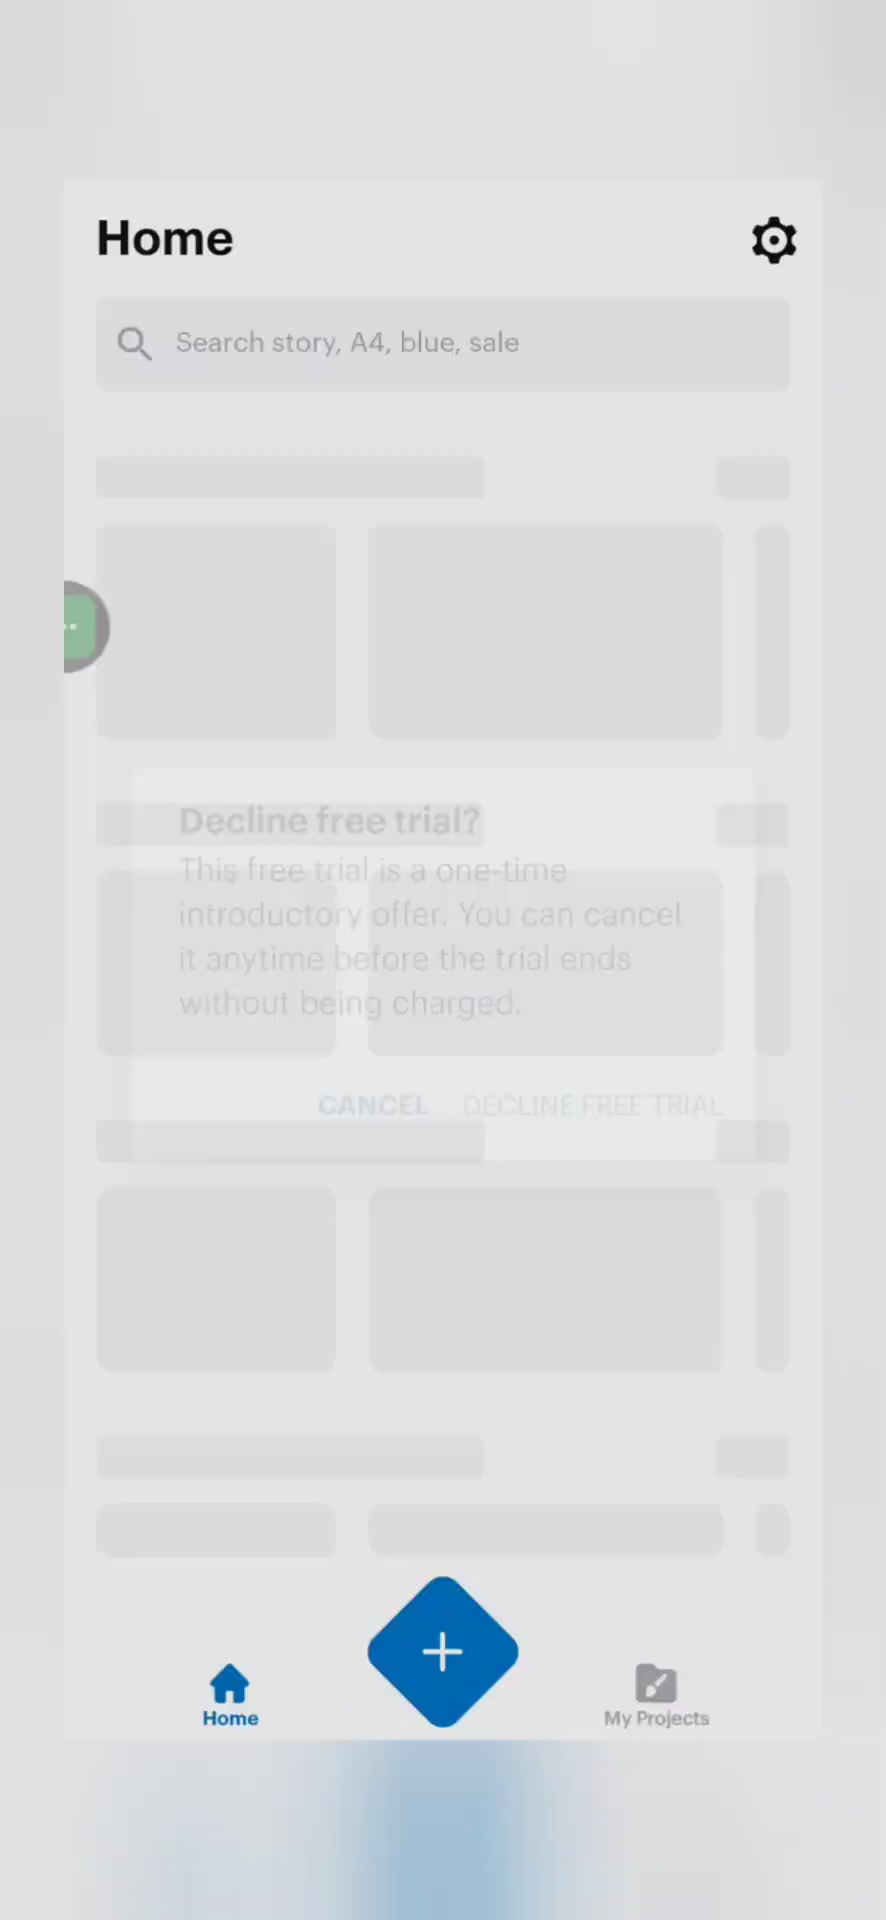 Home
Search story, A4, blue, sale
Decline free trial?
This free trial is a one-time
introductory offer. You can cancel
it anytime before the trial ends
without being charged.
CANCEL DECLINE FREE TRIAL
Home
My Projects